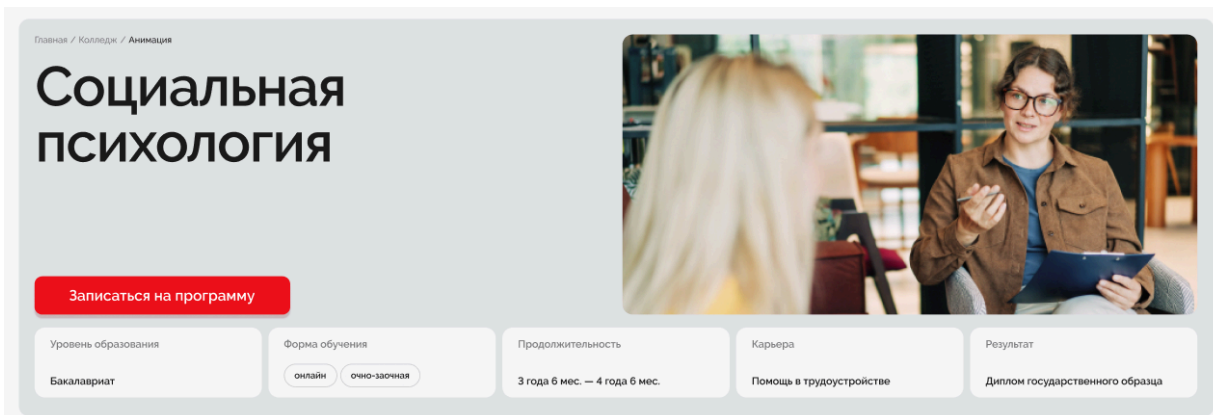 Главная / Колледж / Анимация
Социальная
психология
Записаться на программу
Уровень образования
Бакалавриат
Форма обучения
онлайн
очно-заочная
Продолжительность
3 года 6 мес. — 4 года 6 мес.
Карьера
Помощь в трудоустройстве
Результат
Диплом государственного образца